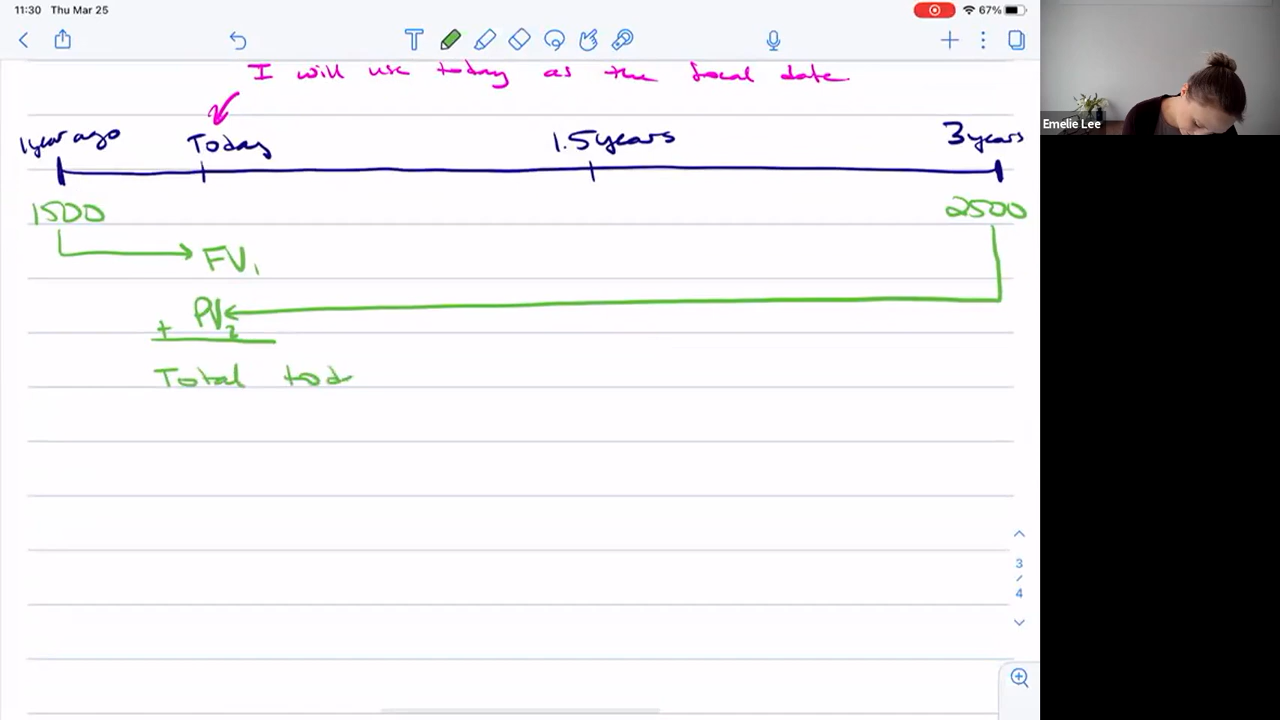 11:30 Thu Mar 25
67%
I will use today as the focal date
1 year ago Today 1.5 years 3 years
1500 2500
FV1
Emelie Lee
+ PV2
Total tod
3
/
4